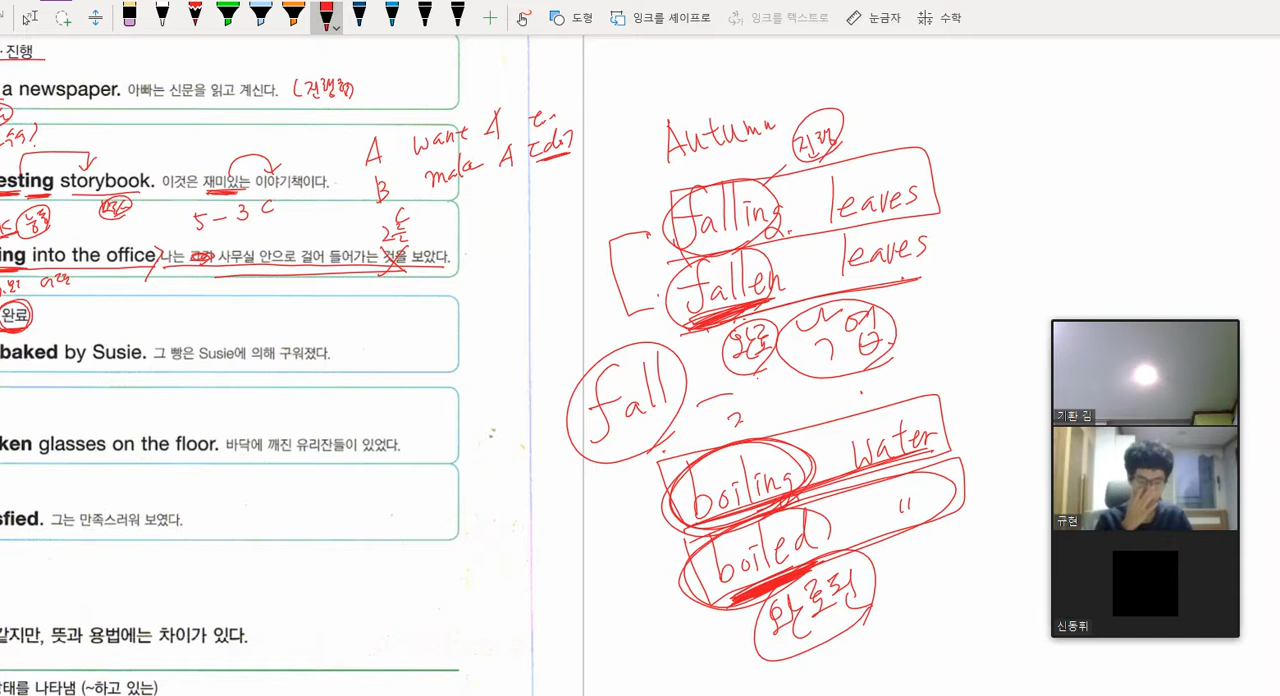 도형 잉크를 셰이프로 잉크를 텍스트로 눈금자 수학
·진행
a newspaper. 아빠는 신문을 읽고 계신다. (진행형)
A want A
make A
esting storybook. 이것은 재미있는 이야기책이다.
B
능동
5-3 C
ing into the office 나는 사무실 안으로 걸어 들어가는 것을 보았다.
완료
baked by Susie. 그 빵은 Susie에 의해 구워졌다.
ken glasses on the floor. 바닥에 깨진 유리잔들이 있었다.
sfied. 그는 만족스러워 보였다.
같지만, 뜻과 용법에는 차이가 있다.
상태를 나타냄 (~하고 있는)
Autumn
진행
falling leaves
fallen leaves
완료 낙엽
fall
boiling water
boiled "
완료된
기환 김
규현
신동휘